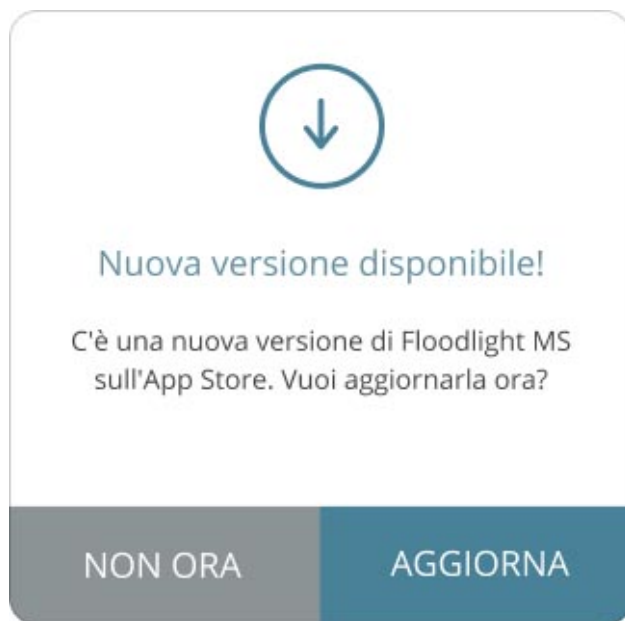 Nuova versione disponibile!
C'è una nuova versione di Floodlight MS
sull'App Store. Vuoi aggiornarla ora?
NON ORA
AGGIORNA